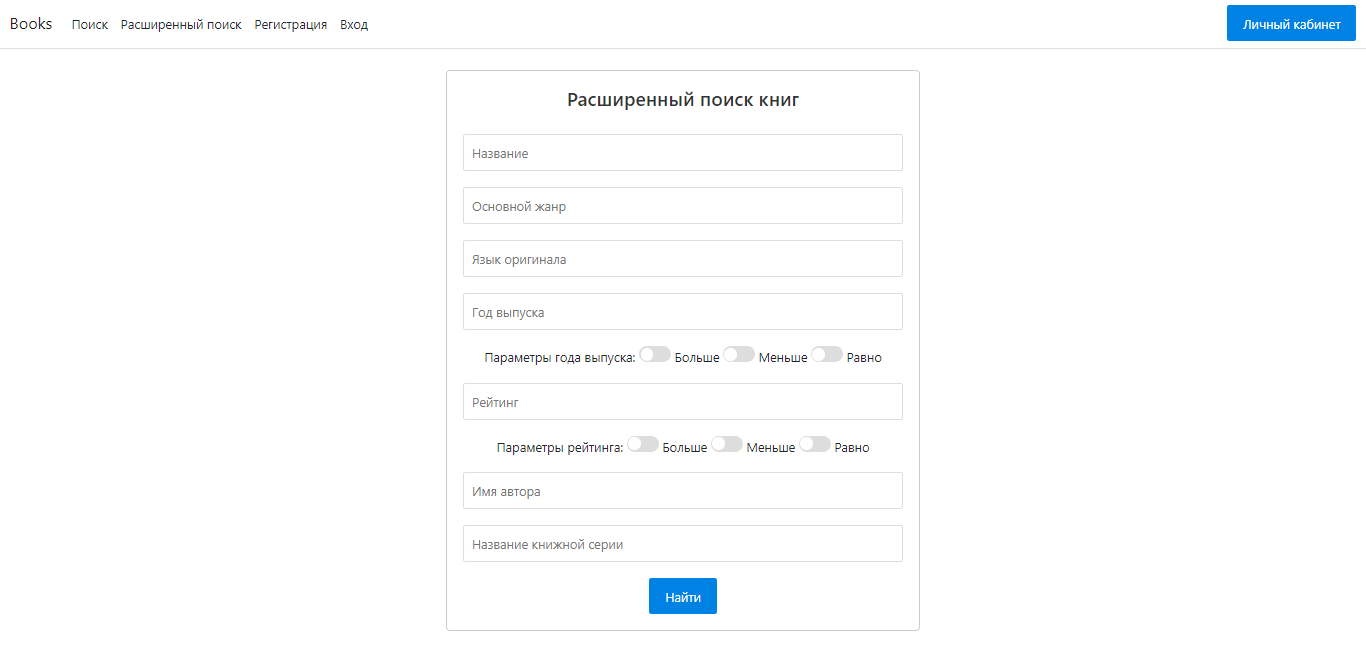 Books Поиск Расширенный поиск Регистрация Вход Личный кабинет
Расширенный поиск книг
Название
Основной жанр
Язык оригинала
Год выпуска
Параметры года выпуска: Больше Меньше Равно
Рейтинг
Параметры рейтинга: Больше Меньше Равно
Имя автора
Название книжной серии
Найти